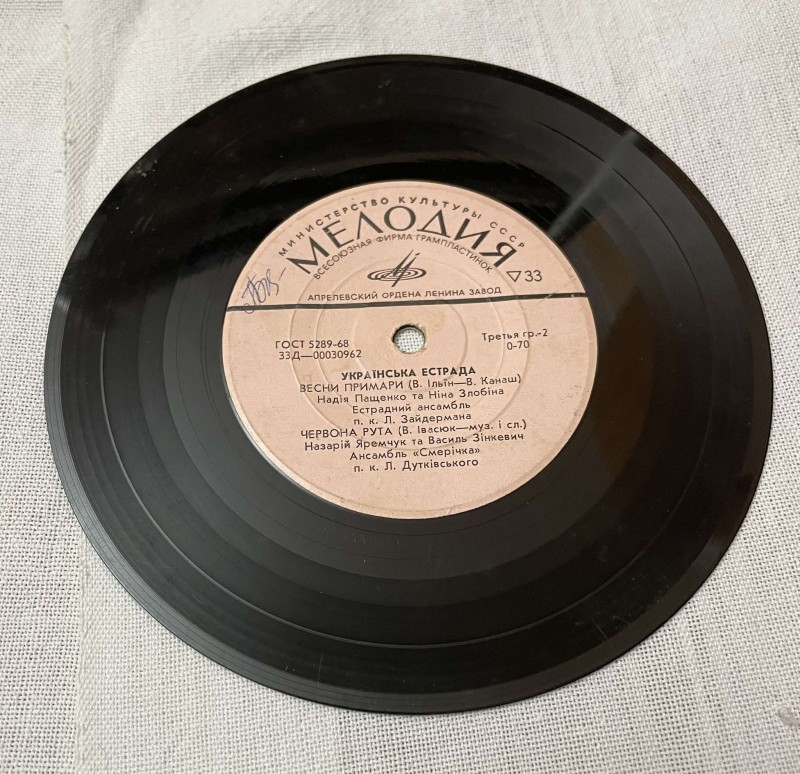 МИНИСТЕРСТВО КУЛЬТУРЫ СССР
МЕЛОДИЯ
ВСЕСОЮЗНАЯ ФИРМА ГРАМПЛАСТИНОК
▽33
АПРЕЛЕВСКИЙ ОРДЕНА ЛЕНИНА ЗАВОД
ГОСТ 5289-68
33Д—00030962
Третья гр.-2
0-70
УКРАЇНСЬКА ЕСТРАДА
ВЕСНИ ПРИМАРИ (В. Ільїн—В. Канаш)
Надія Пащенко та Ніна Злобіна
Естрадний ансамбль
п. к. Л. Зайдермана
ЧЕРВОНА РУТА (В. Івасюк—муз. і сл.)
Назарій Яремчук та Василь Зінкевич
Ансамбль «Смерічка»
п. к. Л. Дутківського